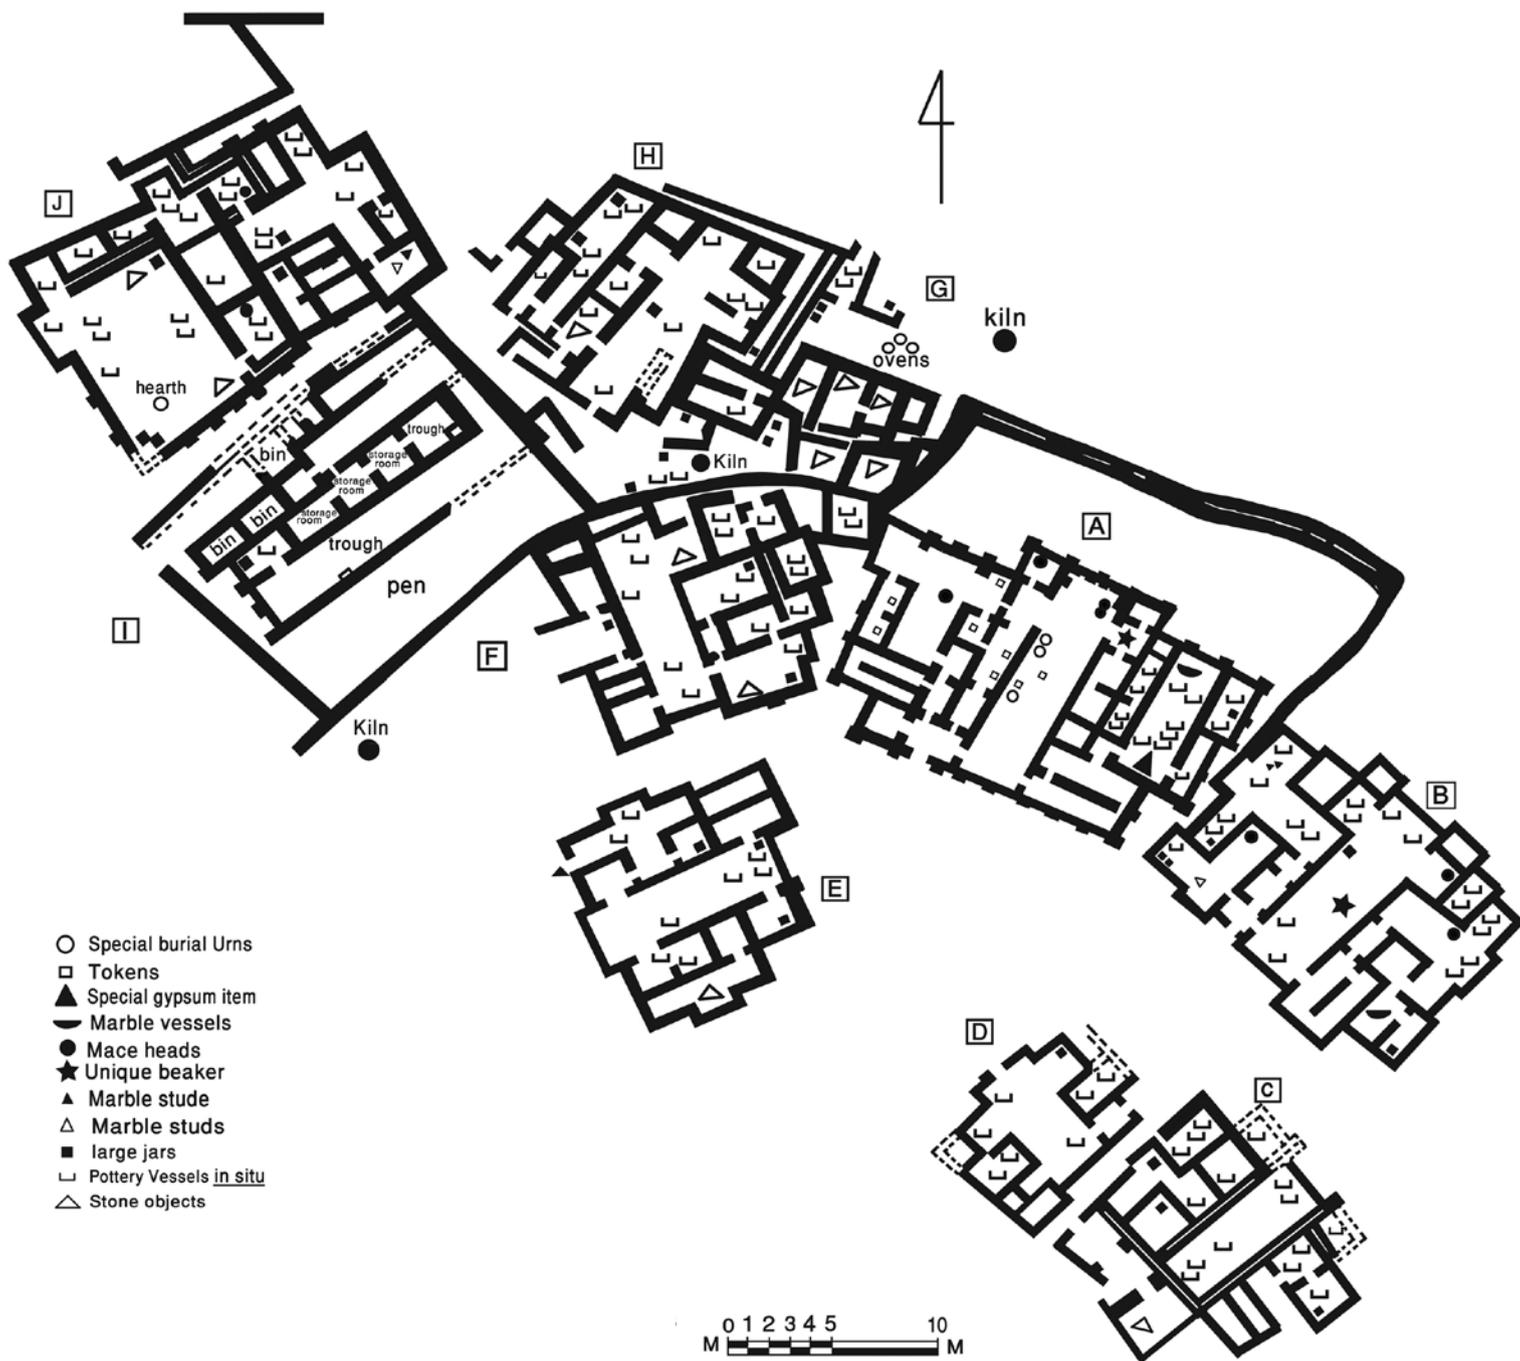 H
J
G
kiln
ovens
hearth
bin
trough
storage
room
storage
room
Kiln
bin
storage
room
bin
trough
A
pen
I
F
Kiln
B
E
Special burial Urns
Tokens
Special gypsum item
Marble vessels
Mace heads
Unique beaker
Marble stude
Marble studs
large jars
Pottery Vessels in situ
Stone objects
D
C
0 1 2 3 4 5 10
M M